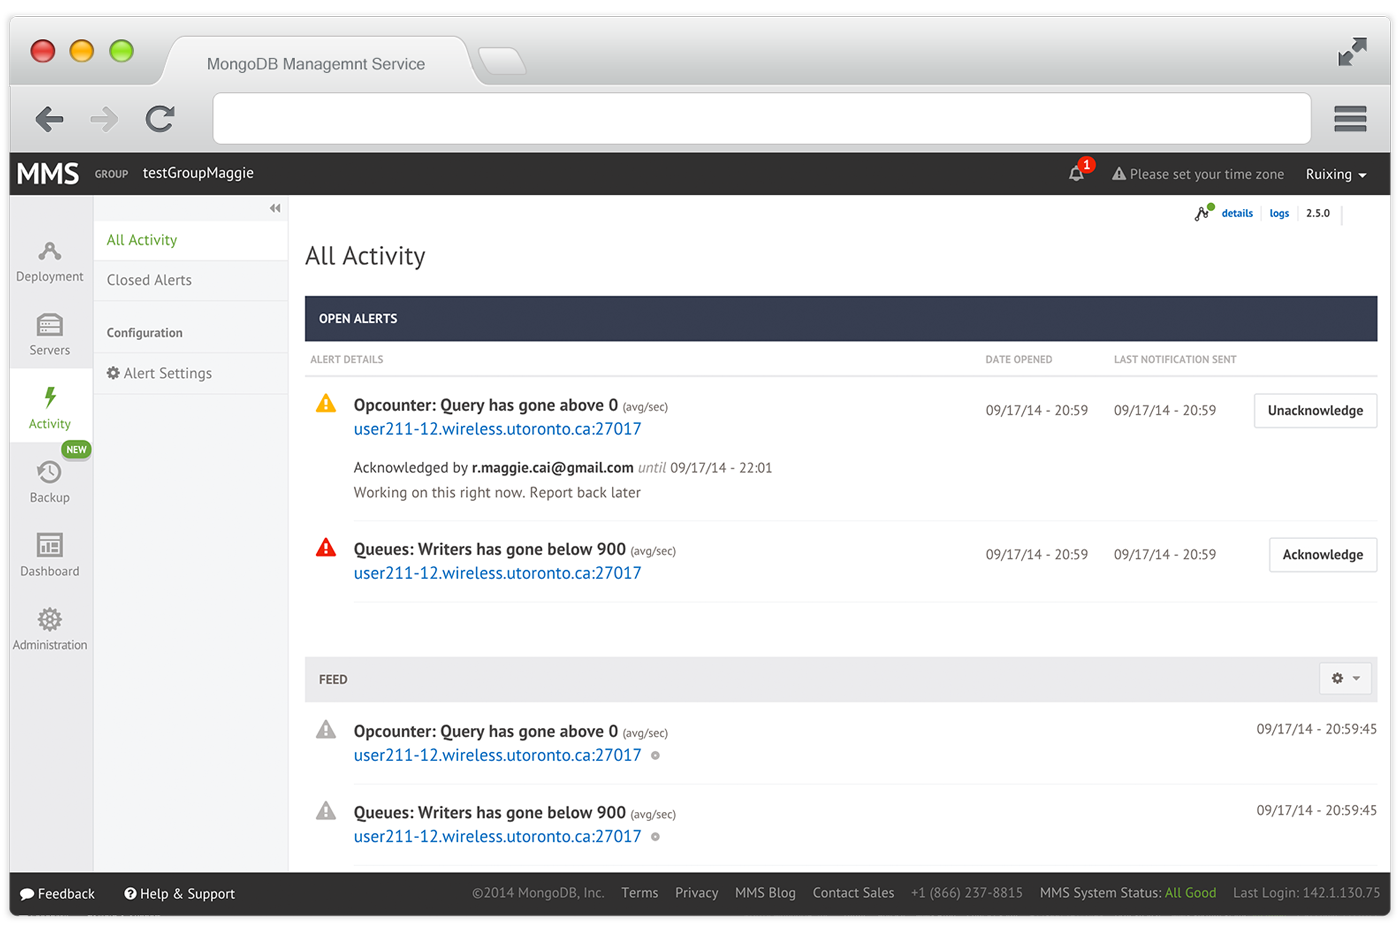 MongoDB Managemnt Service
MMS GROUP testGroupMaggie 1 Please set your time zone Ruixing
details logs 2.5.0
Deployment
Servers
Activity
NEW
Backup
Dashboard
Administration
All Activity
Closed Alerts
Configuration
Alert Settings
All Activity
OPEN ALERTS
ALERT DETAILS DATE OPENED LAST NOTIFICATION SENT
Opcounter: Query has gone above 0 (avg/sec) 09/17/14 - 20:59 09/17/14 - 20:59 Unacknowledge
user211-12.wireless.utoronto.ca:27017
Acknowledged by r.maggie.cai@gmail.com until 09/17/14 - 22:01
Working on this right now. Report back later
Queues: Writers has gone below 900 (avg/sec) 09/17/14 - 20:59 09/17/14 - 20:59 Acknowledge
user211-12.wireless.utoronto.ca:27017
FEED
Opcounter: Query has gone above 0 (avg/sec) 09/17/14 - 20:59:45
user211-12.wireless.utoronto.ca:27017
Queues: Writers has gone below 900 (avg/sec) 09/17/14 - 20:59:45
user211-12.wireless.utoronto.ca:27017
Feedback Help & Support ©2014 MongoDB, Inc. Terms Privacy MMS Blog Contact Sales +1 (866) 237-8815 MMS System Status: All Good Last Login: 142.1.130.75